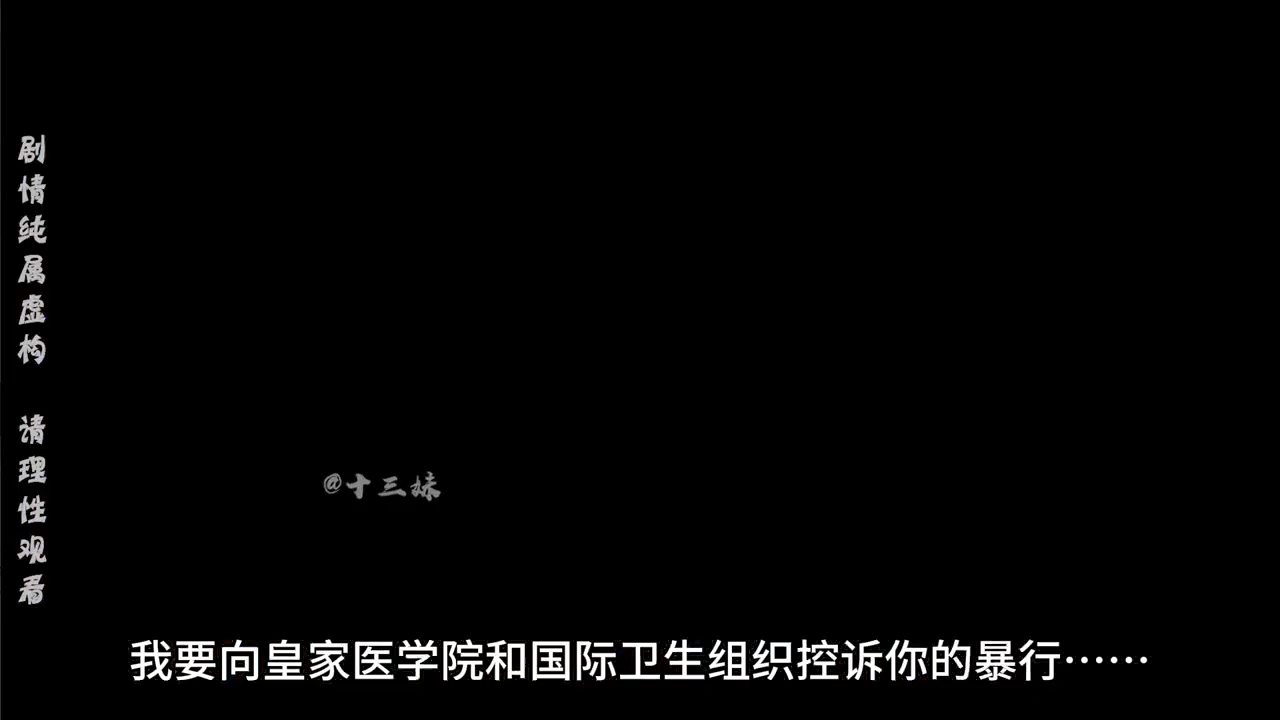 剧情纯属虚构 请理性观看
@十三妹
我要向皇家医学院和国际卫生组织控诉你的暴行……